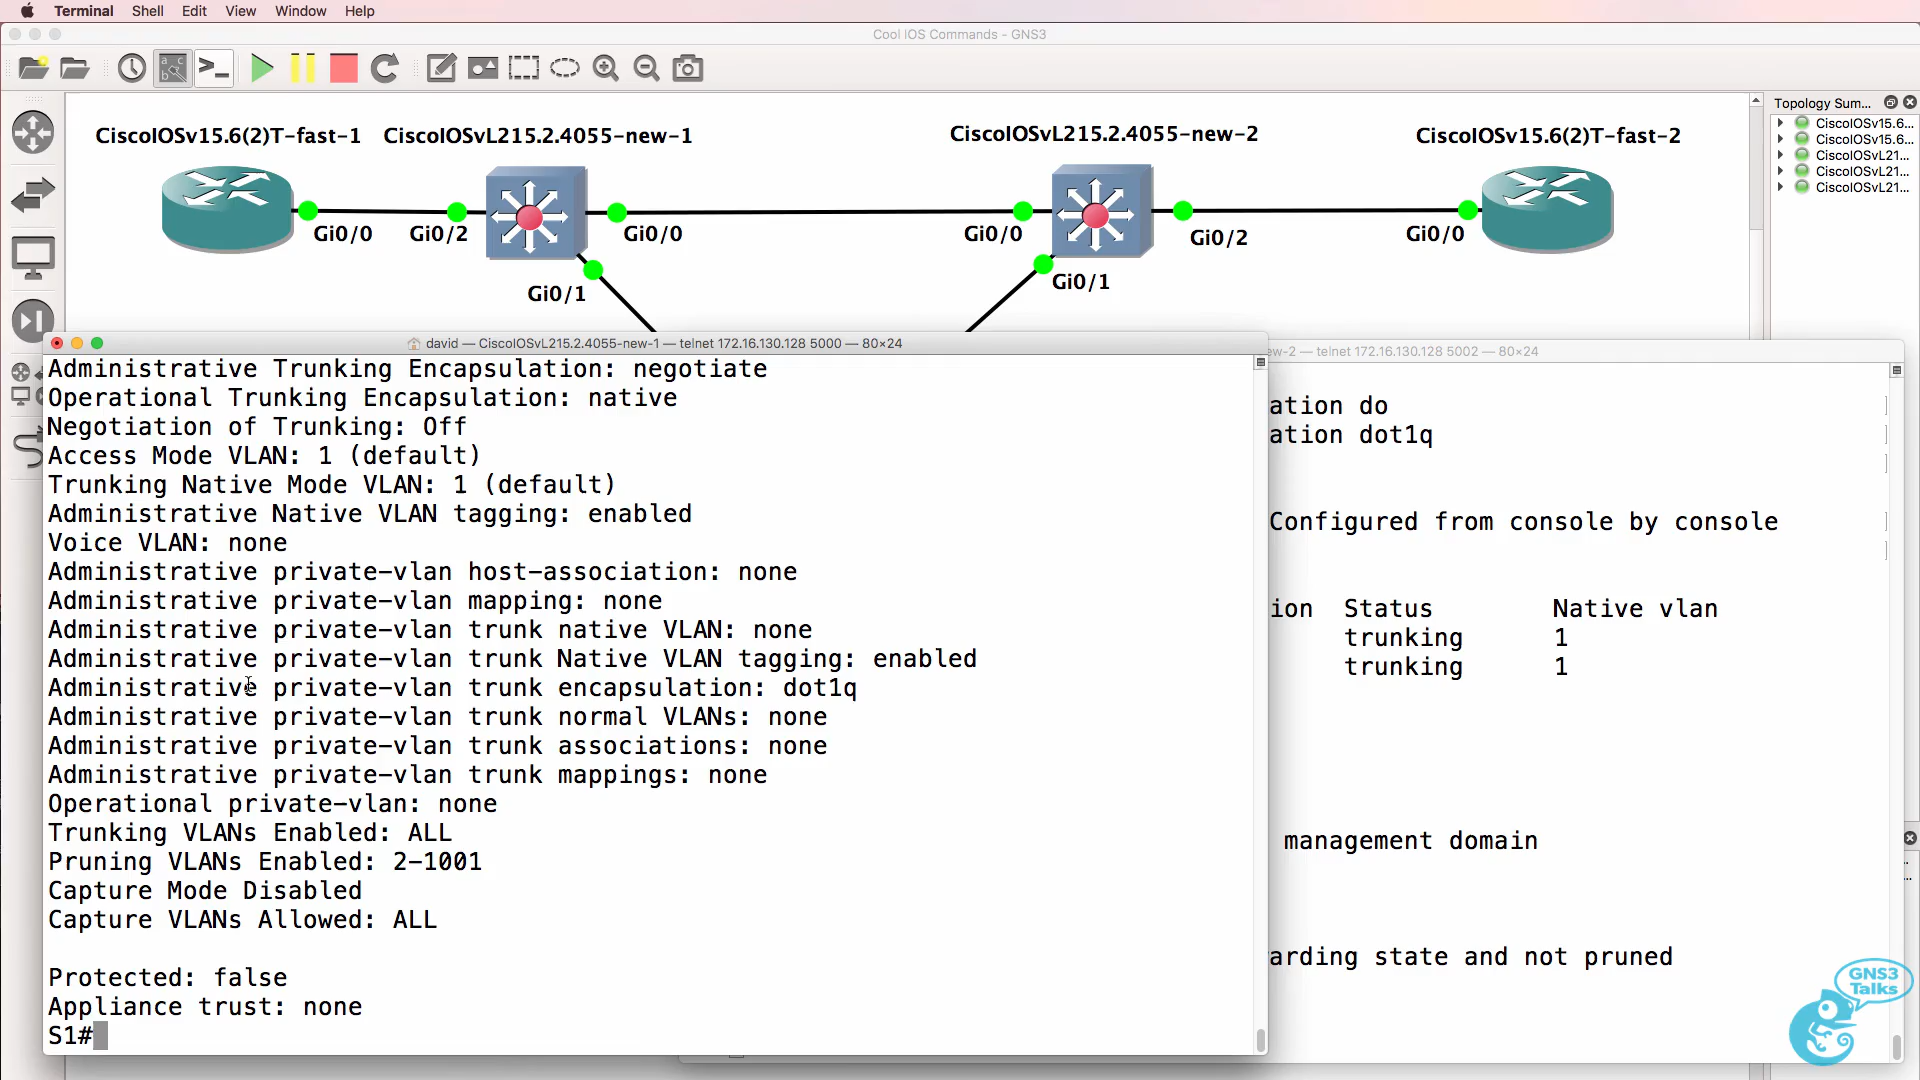 Terminal Shell Edit View Window Help
Cool IOS Commands - GNS3
CiscoIOSv15.6(2)T-fast-1
CiscoIOSvL215.2.4055-new-1
CiscoIOSvL215.2.4055-new-2
CiscoIOSv15.6(2)T-fast-2
Gi0/0
Gi0/2
Gi0/0
Gi0/0
Gi0/2
Gi0/0
Gi0/1
Gi0/1
Topology Sum...
CiscoIOSv15.6...
CiscoIOSv15.6...
CiscoIOSvL21...
CiscoIOSvL21...
CiscoIOSvL21...
david — CiscoIOSvL215.2.4055-new-1 — telnet 172.16.130.128 5000 — 80×24
Administrative Trunking Encapsulation: negotiate
Operational Trunking Encapsulation: native
Negotiation of Trunking: Off
Access Mode VLAN: 1 (default)
Trunking Native Mode VLAN: 1 (default)
Administrative Native VLAN tagging: enabled
Voice VLAN: none
Administrative private-vlan host-association: none
Administrative private-vlan mapping: none
Administrative private-vlan trunk native VLAN: none
Administrative private-vlan trunk Native VLAN tagging: enabled
Administrative private-vlan trunk encapsulation: dot1q
Administrative private-vlan trunk normal VLANs: none
Administrative private-vlan trunk associations: none
Administrative private-vlan trunk mappings: none
Operational private-vlan: none
Trunking VLANs Enabled: ALL
Pruning VLANs Enabled: 2-1001
Capture Mode Disabled
Capture VLANs Allowed: ALL
Protected: false
Appliance trust: none
S1#
ew-2 — telnet 172.16.130.128 5002 — 80×24
ation do
ation dot1q
Configured from console by console
ion Status Native vlan
trunking 1
trunking 1
management domain
arding state and not pruned
GNS3
Talks